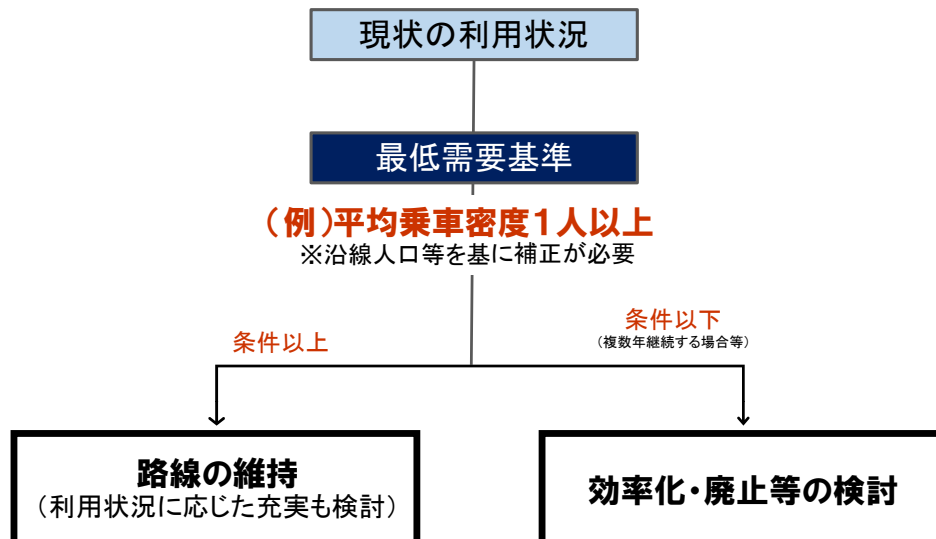 現状の利用状況
最低需要基準
(例)平均乗車密度1人以上
※沿線人口等を基に補正が必要
条件以上
条件以下
(複数年継続する場合等)
路線の維持
(利用状況に応じた充実も検討)
効率化・廃止等の検討